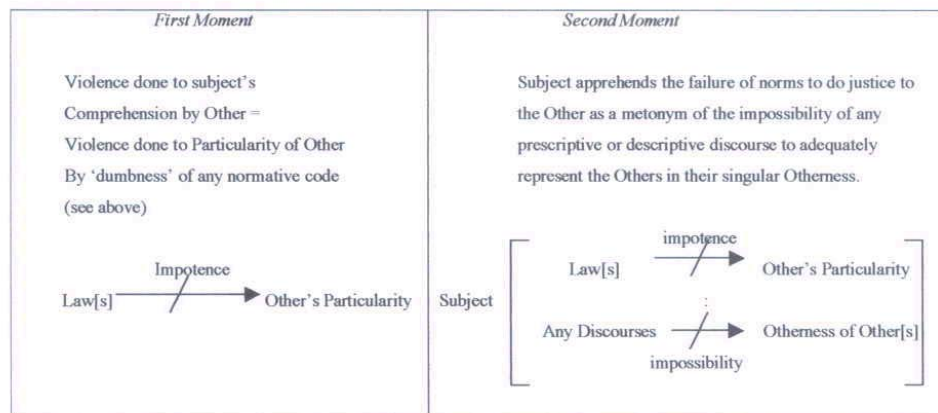 First Moment
Violence done to subject's
Comprehension by Other =
Violence done to Particularity of Other
By 'dumbness' of any normative code
(see above)
Impotence
Law[s]
Other's Particularity
Second Moment
Subject apprehends the failure of norms to do justice to
the Other as a metonym of the impossibility of any
prescriptive or descriptive discourse to adequately
represent the Others in their singular Otherness.
Subject
impotence
Law[s]
Other's Particularity
:
Any Discourses
Otherness of Other[s]
impossibility